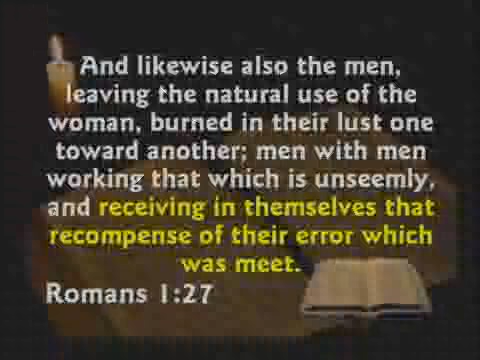 And likewise also the men,
leaving the natural use of the
woman, burned in their lust one
toward another; men with men
working that which is unseemly,
and receiving in themselves that
recompense of their error which
was meet.
Romans 1:27